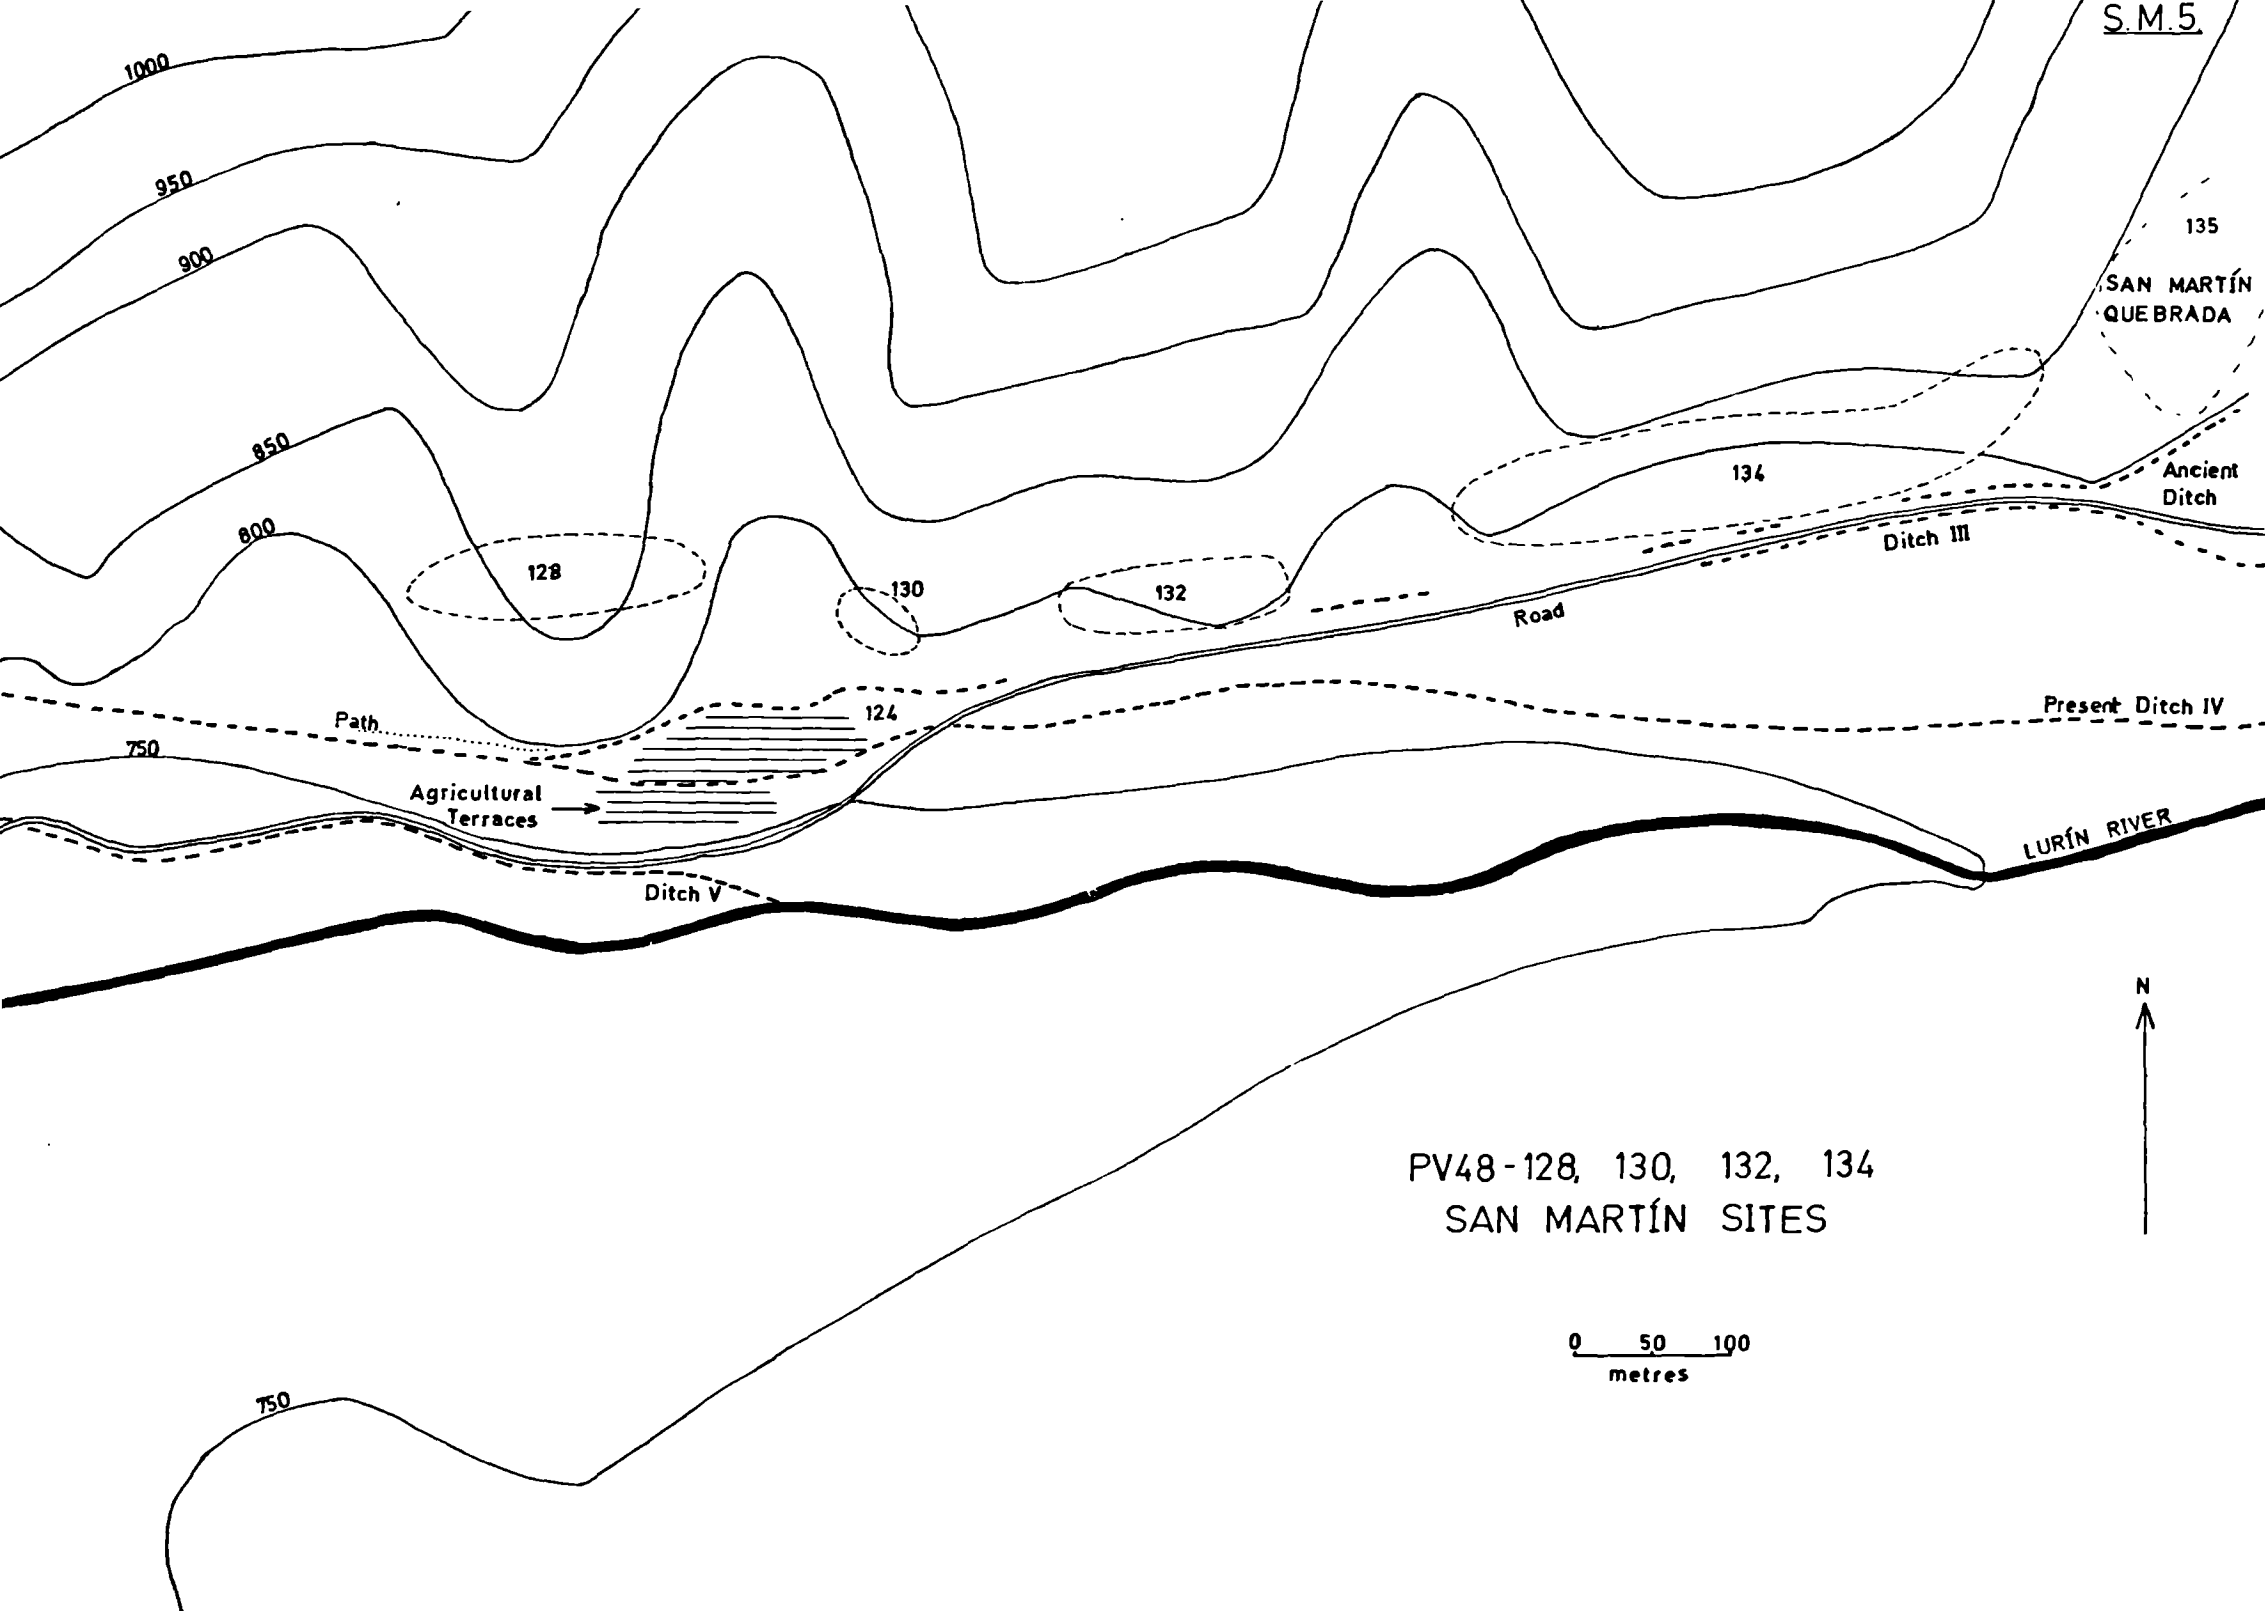 S.M.5.
1000
950
900
850
800
135
SAN MARTÍN
QUEBRADA
134
Ancient
Ditch
Ditch III
128
130
132
Road
124
Path
Present Ditch IV
750
Agricultural
Terraces
LURÍN RIVER
Ditch V
N
PV48-128, 130, 132, 134
SAN MARTÍN SITES
0 50 100
metres
750